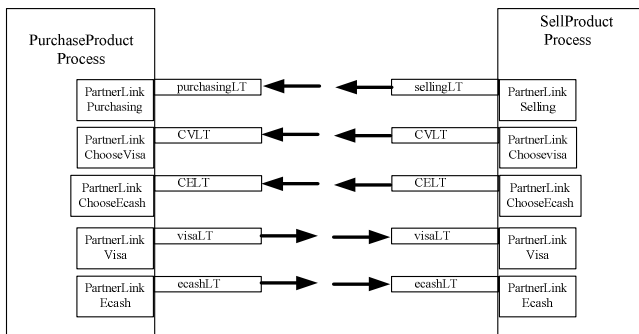 PurchaseProduct
Process
SellProduct
Process
PartnerLink
Purchasing
purchasingLT
sellingLT
PartnerLink
Selling
PartnerLink
ChooseVisa
CVLT
CVLT
PartnerLink
Choosevisa
PartnerLink
ChooseEcash
CELT
CELT
PartnerLink
ChooseEcash
PartnerLink
Visa
visaLT
visaLT
PartnerLink
Visa
PartnerLink
Ecash
ecashLT
ecashLT
PartnerLink
Ecash